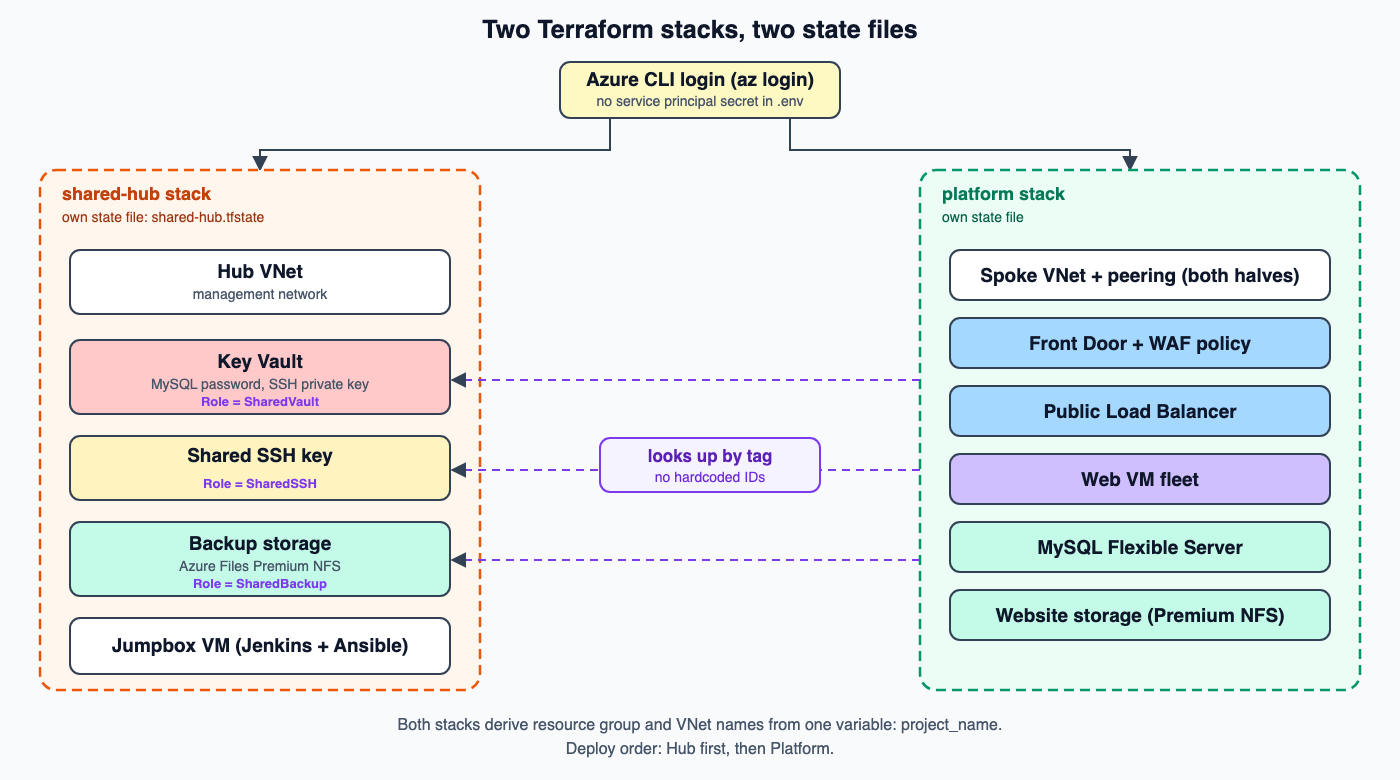 Two Terraform stacks, two state files
Azure CLI login (az login)
no service principal secret in .env
shared-hub stack
own state file: shared-hub.tfstate
Hub VNet
management network
Key Vault
MySQL password, SSH private key
Role = SharedVault
Shared SSH key
Role = SharedSSH
Backup storage
Azure Files Premium NFS
Role = SharedBackup
Jumpbox VM (Jenkins + Ansible)
looks up by tag
no hardcoded IDs
platform stack
own state file
Spoke VNet + peering (both halves)
Front Door + WAF policy
Public Load Balancer
Web VM fleet
MySQL Flexible Server
Website storage (Premium NFS)
Both stacks derive resource group and VNet names from one variable: project_name.
Deploy order: Hub first, then Platform.